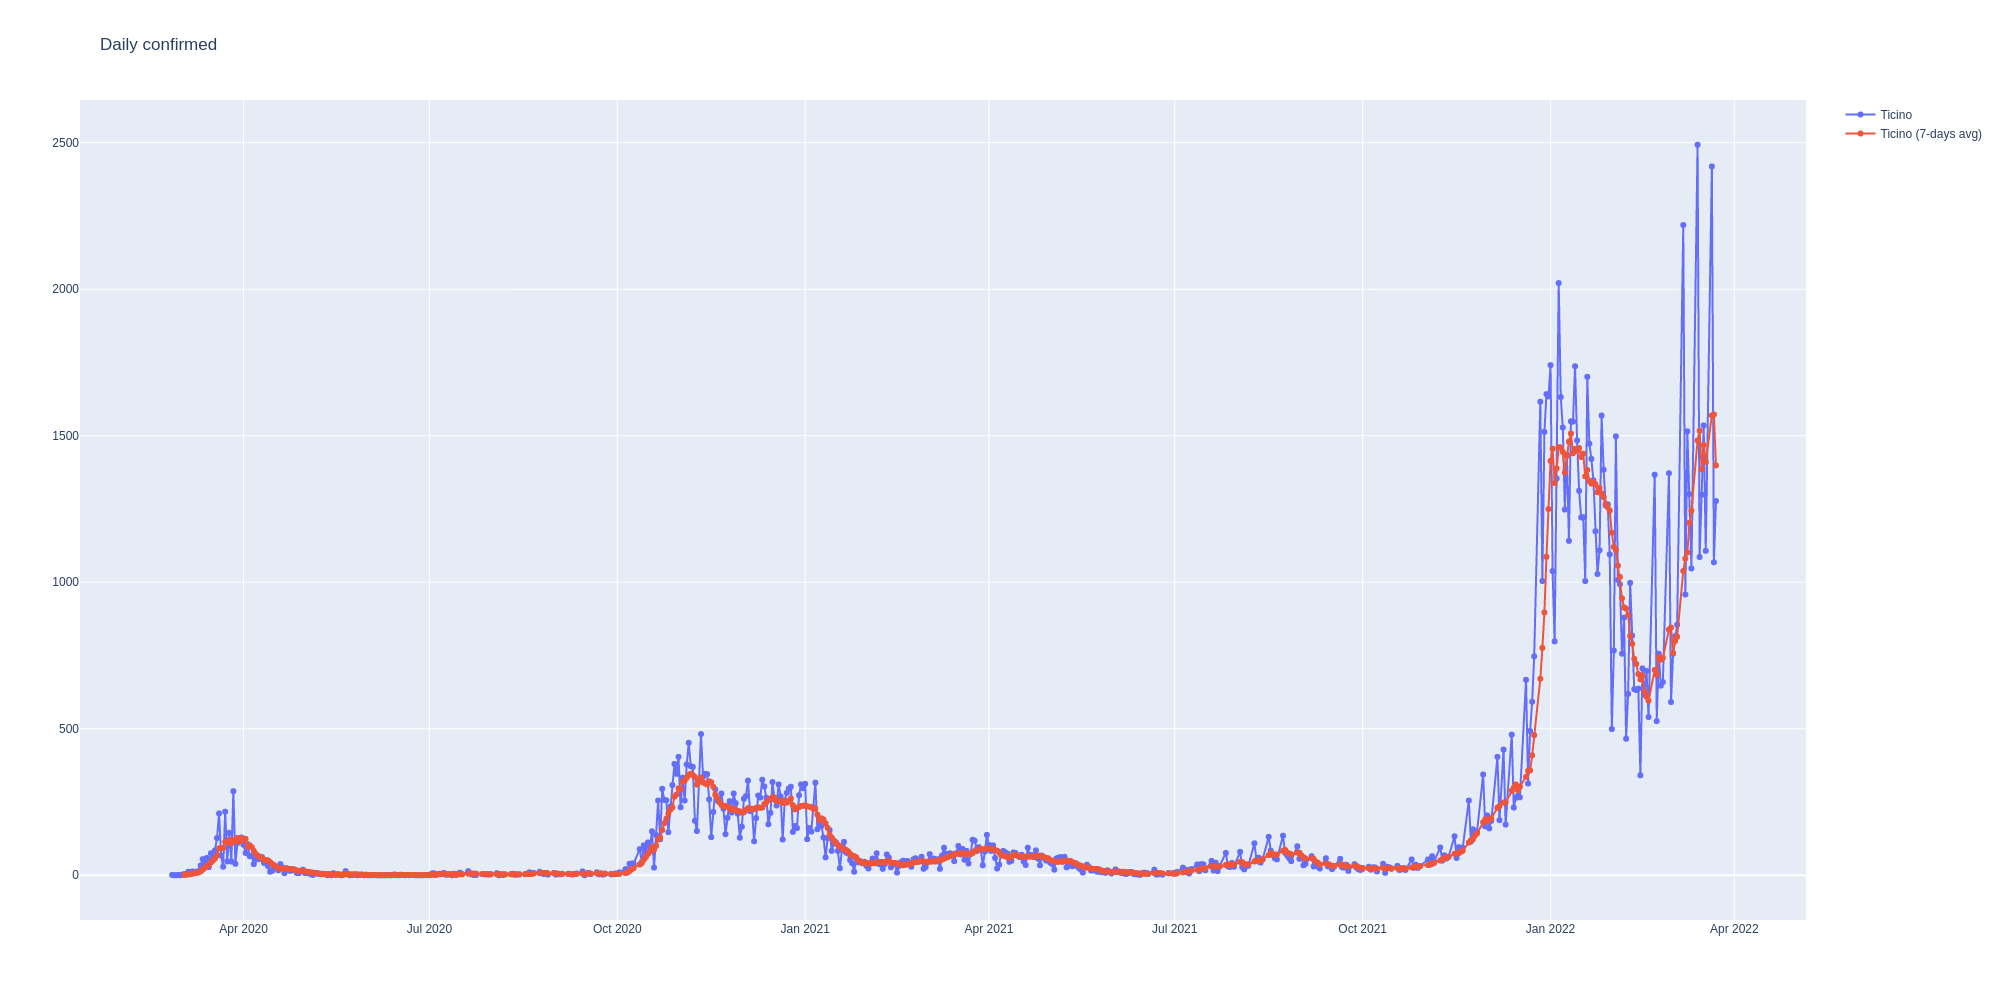 Daily confirmed
Ticino
Ticino (7-days avg)
2500
2000
1500
1000
500
0
Apr 2020
Jul 2020
Oct 2020
Jan 2021
Apr 2021
Jul 2021
Oct 2021
Jan 2022
Apr 2022